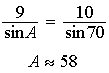 9/sinA = 10/sin70
A ≈ 58